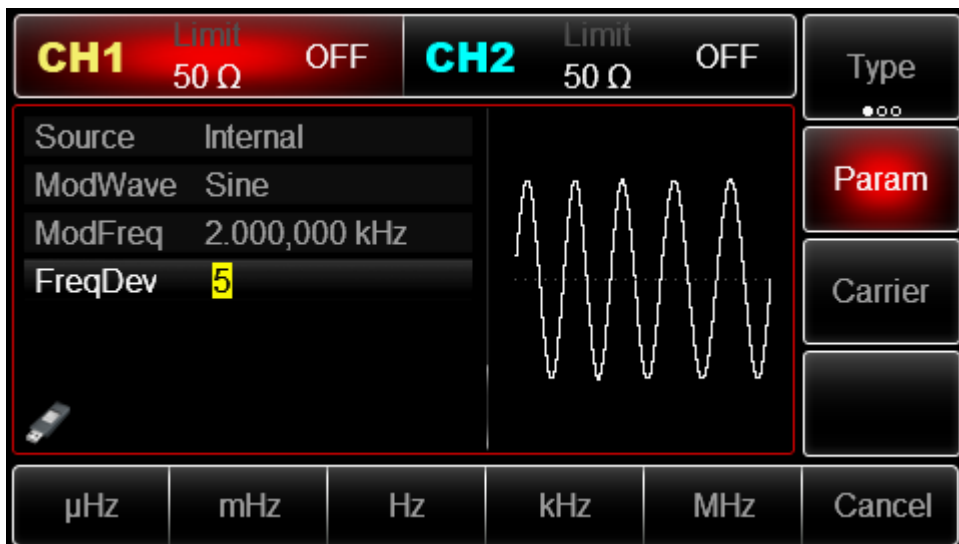 CH1 Limit 50 Ω OFF
CH2 Limit 50 Ω OFF
Type
Source Internal
ModWave Sine
ModFreq 2.000,000 kHz
FreqDev 5
Param
Carrier
µHz mHz Hz kHz MHz Cancel